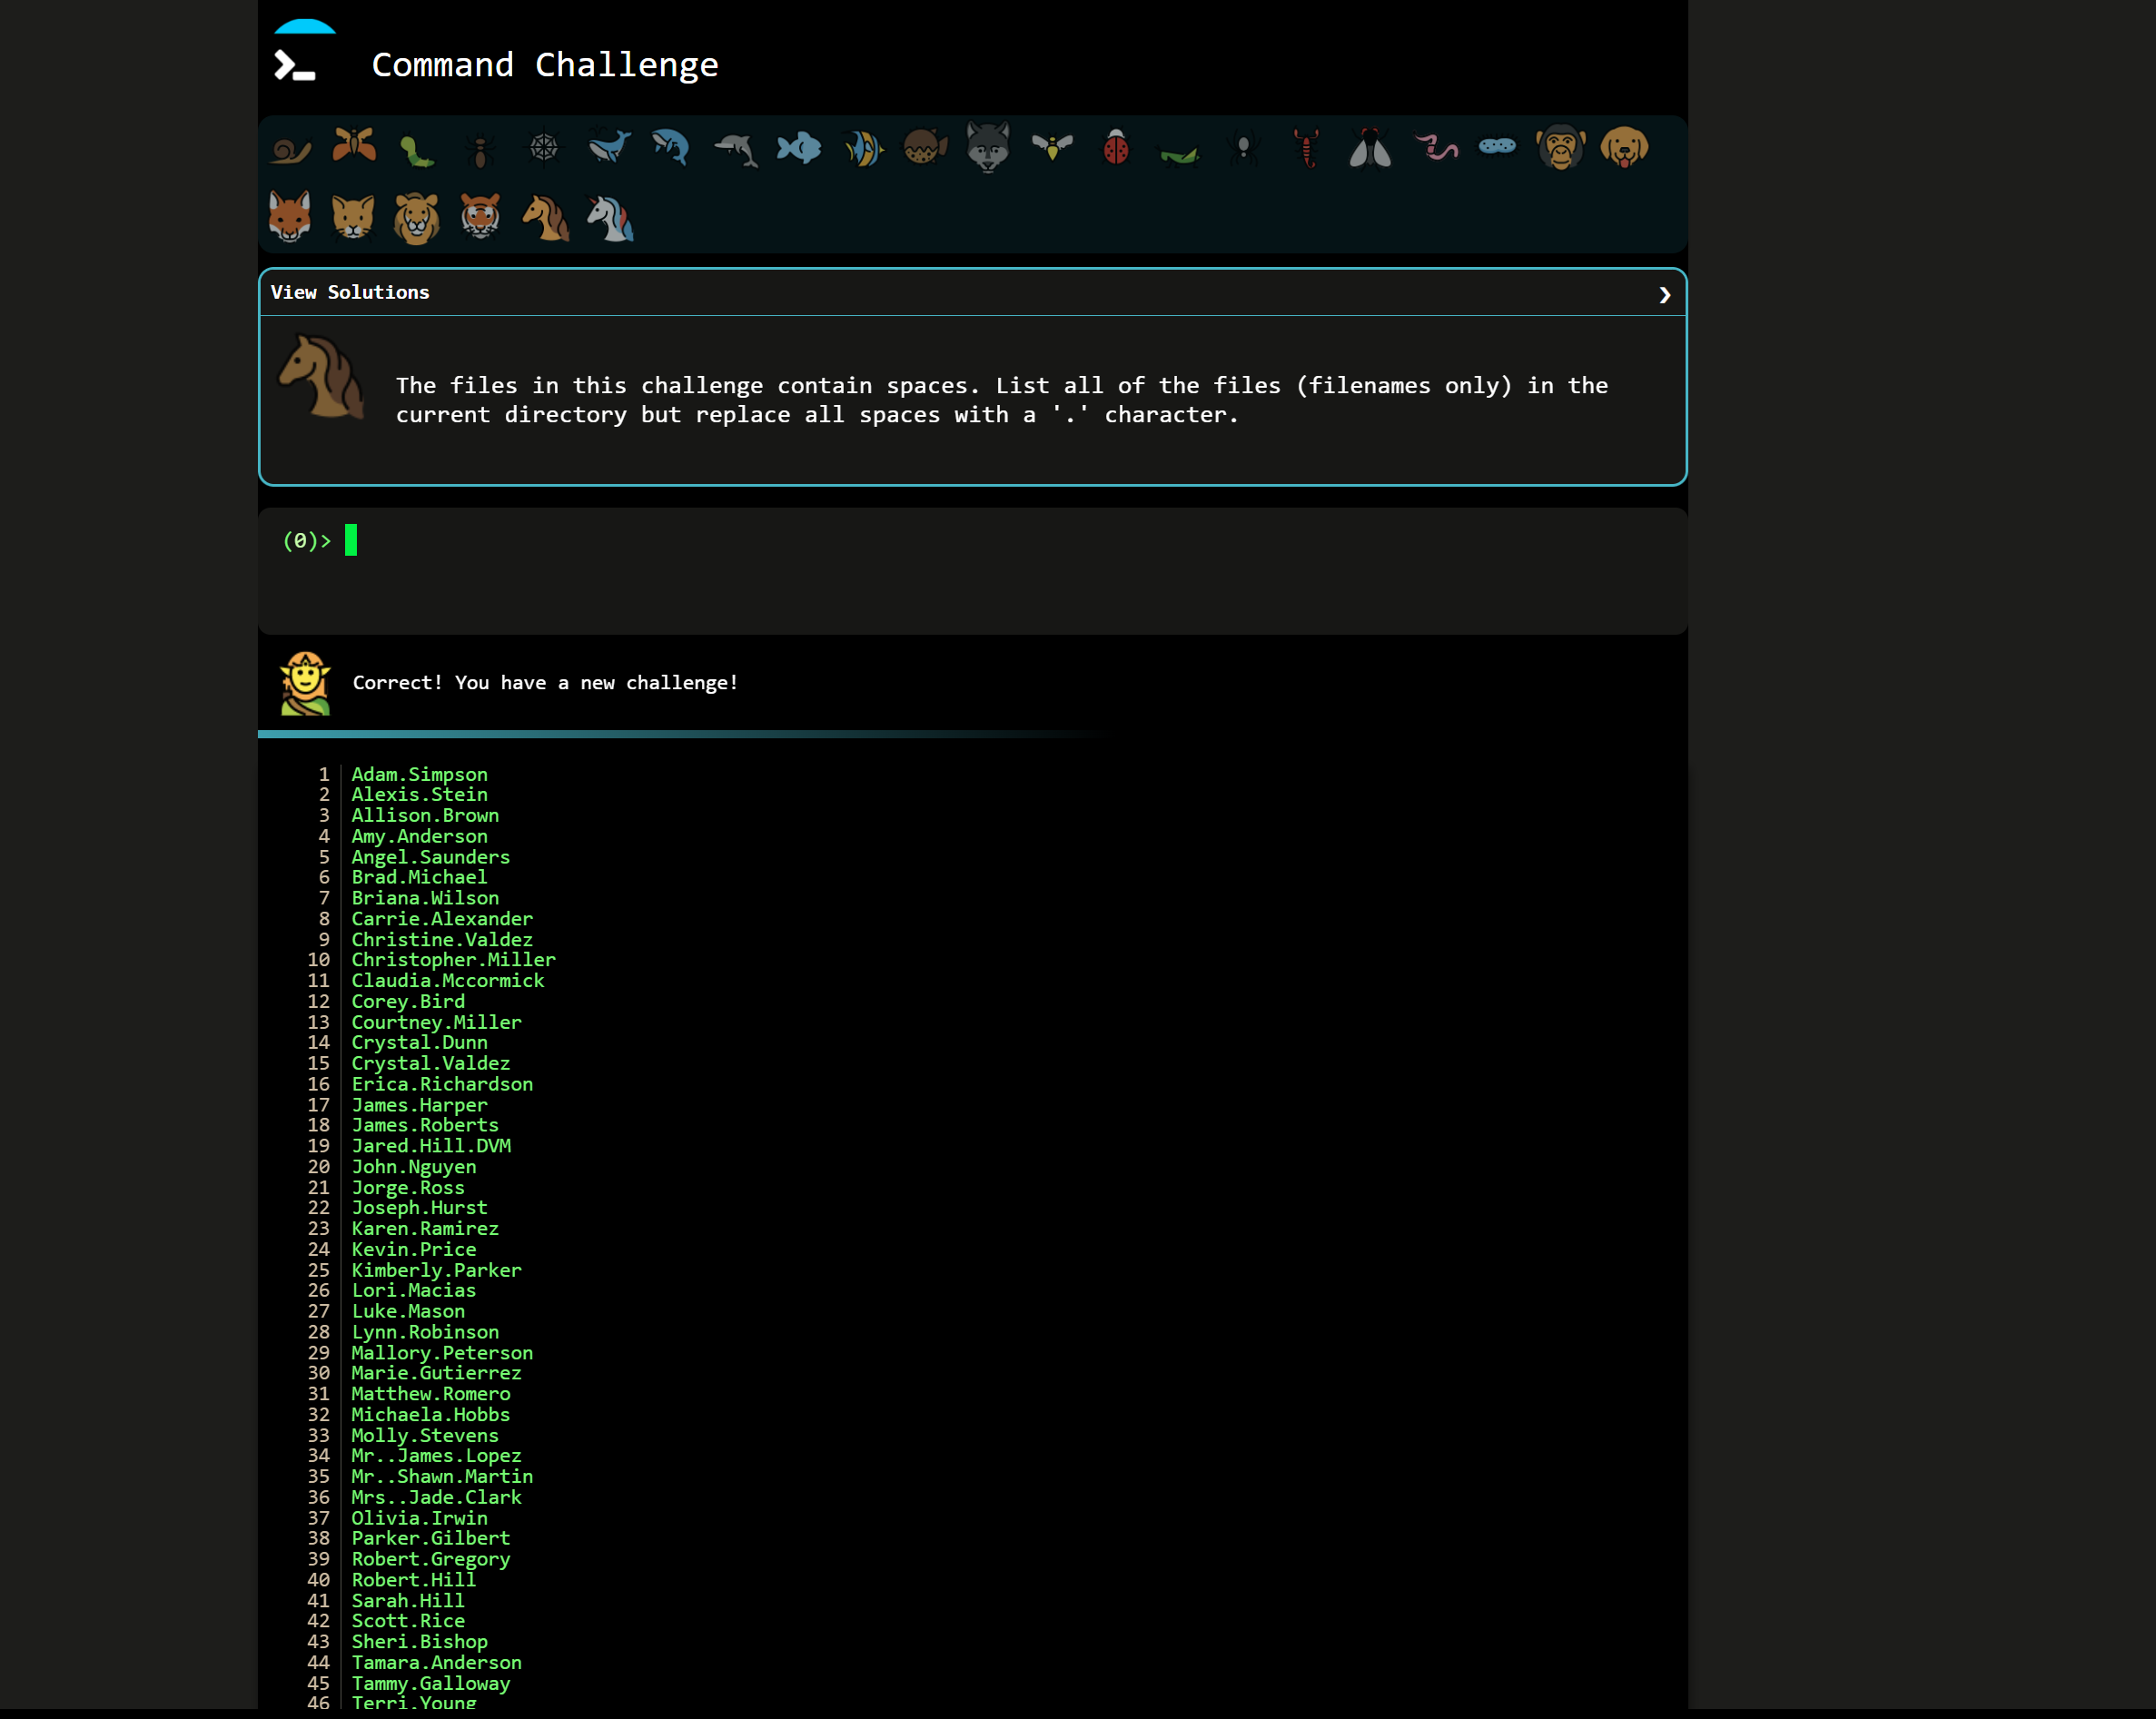 Command Challenge
View Solutions
The files in this challenge contain spaces. List all of the files (filenames only) in the
current directory but replace all spaces with a '.' character.
(0)>
Correct! You have a new challenge!
1 Adam.Simpson
2 Alexis.Stein
3 Allison.Brown
4 Amy.Anderson
5 Angel.Saunders
6 Brad.Michael
7 Briana.Wilson
8 Carrie.Alexander
9 Christine.Valdez
10 Christopher.Miller
11 Claudia.Mccormick
12 Corey.Bird
13 Courtney.Miller
14 Crystal.Dunn
15 Crystal.Valdez
16 Erica.Richardson
17 James.Harper
18 James.Roberts
19 Jared.Hill.DVM
20 John.Nguyen
21 Jorge.Ross
22 Joseph.Hurst
23 Karen.Ramirez
24 Kevin.Price
25 Kimberly.Parker
26 Lori.Macias
27 Luke.Mason
28 Lynn.Robinson
29 Mallory.Peterson
30 Marie.Gutierrez
31 Matthew.Romero
32 Michaela.Hobbs
33 Molly.Stevens
34 Mr..James.Lopez
35 Mr..Shawn.Martin
36 Mrs..Jade.Clark
37 Olivia.Irwin
38 Parker.Gilbert
39 Robert.Gregory
40 Robert.Hill
41 Sarah.Hill
42 Scott.Rice
43 Sheri.Bishop
44 Tamara.Anderson
45 Tammy.Galloway
46 Terri.Young